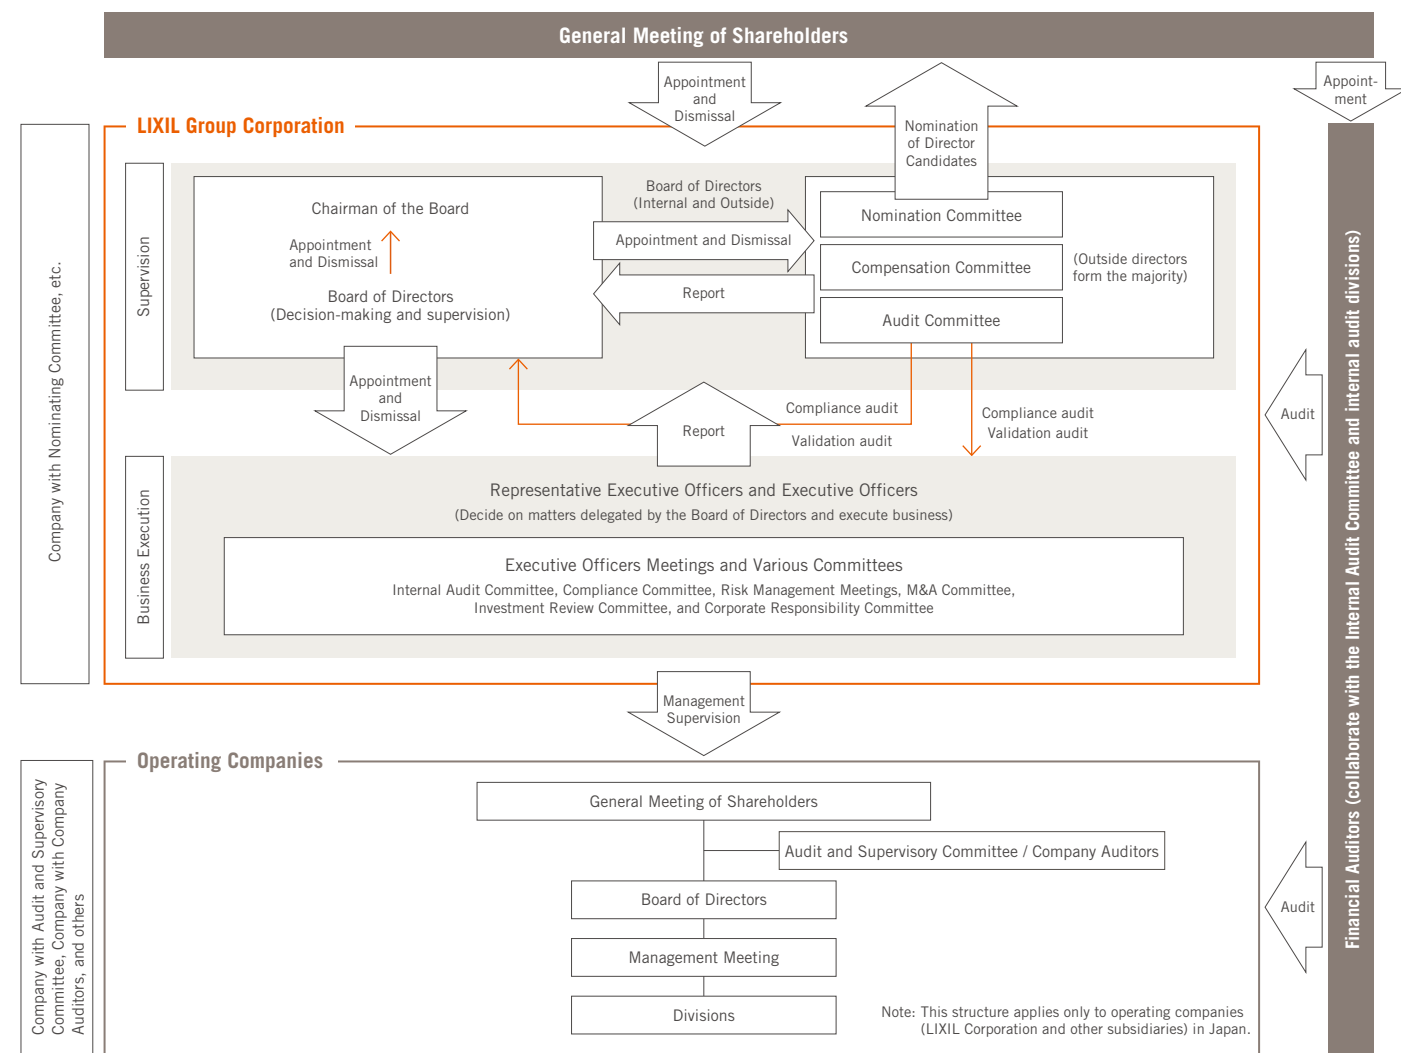 General Meeting of Shareholders
Appointment
and
Dismissal
Appoint-
ment
LIXIL Group Corporation
Nomination
of Director
Candidates
Company with Nominating Committee, etc.
Supervision
Chairman of the Board
Appointment
and Dismissal
Board of Directors
(Decision-making and supervision)
Board of Directors
(Internal and Outside)
Appointment and Dismissal
Report
Nomination Committee
Compensation Committee
Audit Committee
(Outside directors
form the majority)
Appointment
and
Dismissal
Report
Compliance audit
Validation audit
Compliance audit
Validation audit
Audit
Financial Auditors (collaborate with the Internal Audit Committee and internal audit divisions)
Business Execution
Representative Executive Officers and Executive Officers
(Decide on matters delegated by the Board of Directors and execute business)
Executive Officers Meetings and Various Committees
Internal Audit Committee, Compliance Committee, Risk Management Meetings, M&A Committee,
Investment Review Committee, and Corporate Responsibility Committee
Management
Supervision
Operating Companies
Company with Audit and Supervisory
Committee, Company with Company
Auditors, and others
General Meeting of Shareholders
Audit and Supervisory Committee / Company Auditors
Board of Directors
Management Meeting
Divisions
Audit
Note: This structure applies only to operating companies
(LIXIL Corporation and other subsidiaries) in Japan.